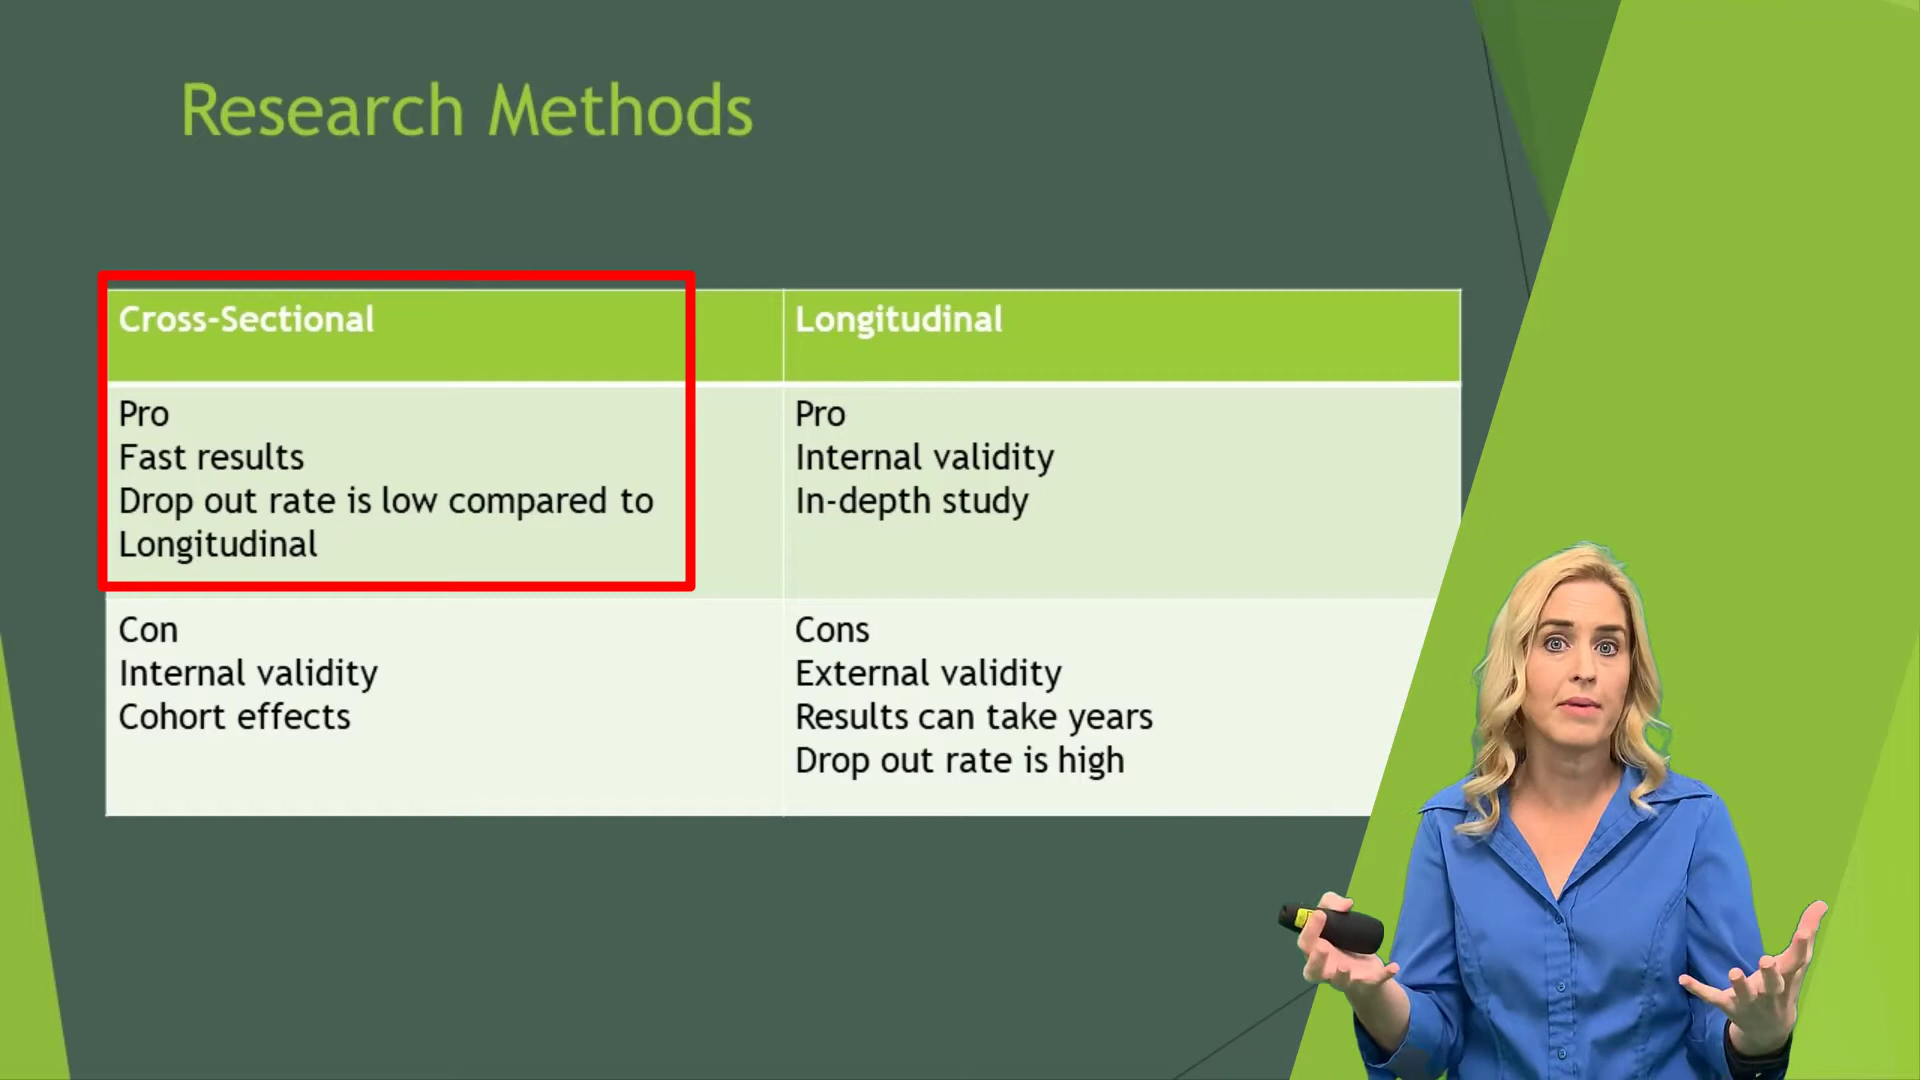 Research Methods
Cross-Sectional
Pro
Fast results
Drop out rate is low compared to
Longitudinal
Con
Internal validity
Cohort effects
Longitudinal
Pro
Internal validity
In-depth study
Cons
External validity
Results can take years
Drop out rate is high